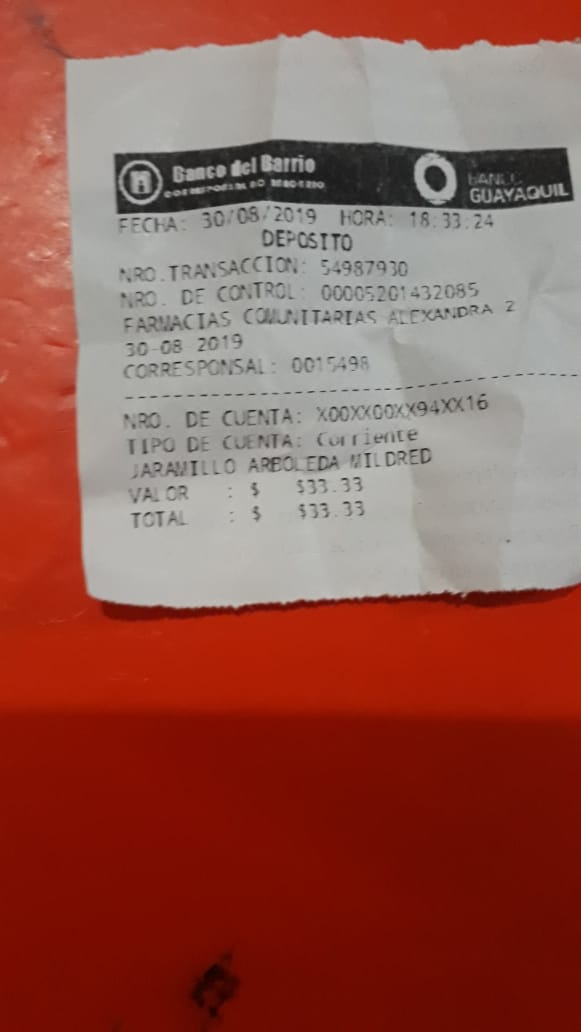 Banco del Barrio
BANCO
GUAYAQUIL
FECHA: 30/08/2019 HORA: 18:33:24
DEPOSITO
NRO.TRANSACCION: 54987930
NRO. DE CONTROL: 00005201432085
FARMACIAS COMUNITARIAS ALEXANDRA 2
30-08 2019
CORRESPONSAL: 0015498
NRO. DE CUENTA: X00XX00XX94XX16
TIPO DE CUENTA: Corriente
JARAMILLO ARBOLEDA MILDRED
VALOR : $ $33.33
TOTAL : $ $33.33